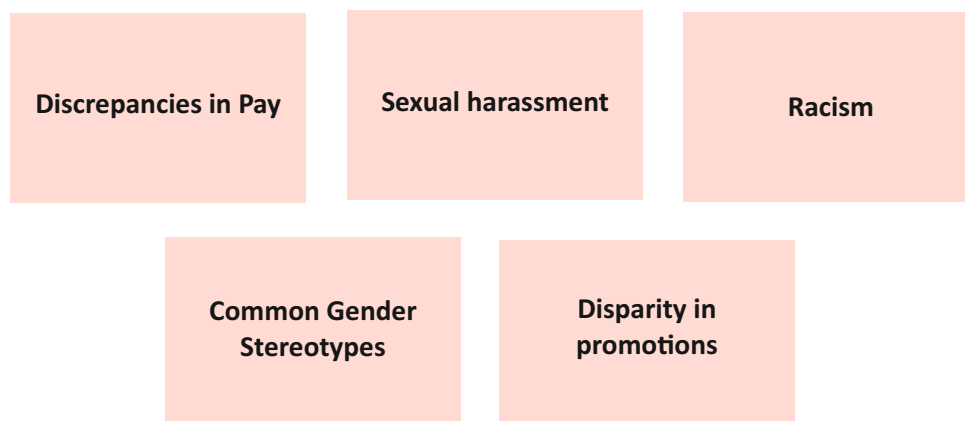 Discrepancies in Pay
Sexual harassment
Racism
Common Gender
Stereotypes
Disparity in
promotions